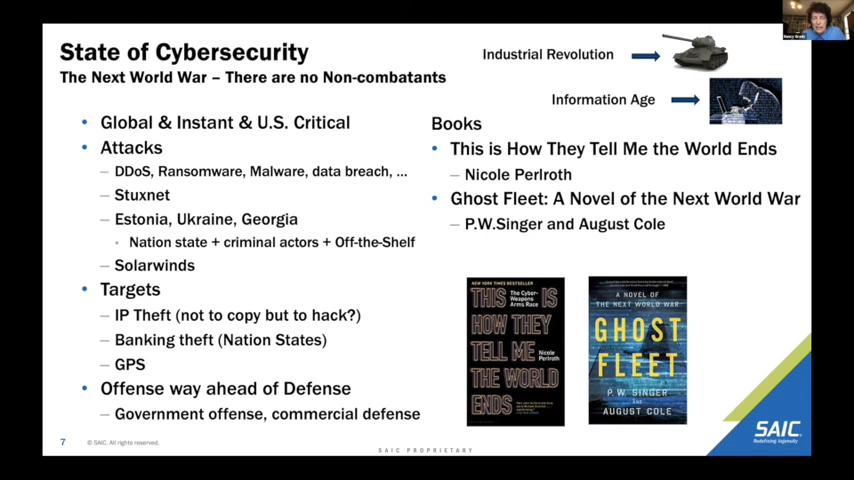 State of Cybersecurity
The Next World War – There are no Non-combatants
Industrial Revolution
Information Age
• Global & Instant & U.S. Critical
• Attacks
– DDoS, Ransomware, Malware, data breach, ...
– Stuxnet
– Estonia, Ukraine, Georgia
• Nation state + criminal actors + Off-the-Shelf
– Solarwinds
• Targets
– IP Theft (not to copy but to hack?)
– Banking theft (Nation States)
– GPS
• Offense way ahead of Defense
– Government offense, commercial defense
Books
• This is How They Tell Me the World Ends
– Nicole Perlroth
• Ghost Fleet: A Novel of the Next World War
– P.W.Singer and August Cole
NEW YORK TIMES BESTSELLER
THIS IS
The Cyber-
Weapons
Arms Race
HOW THEY
TELL ME
Nicole
Perlroth
THE WORLD
ENDS
A NOVEL OF
THE NEXT WORLD WAR
GHOST
FLEET
P. W. SINGER
AND
AUGUST COLE
7
© SAIC. All rights reserved.
SAIC PROPRIETARY
SAIC
Redefining Ingenuity